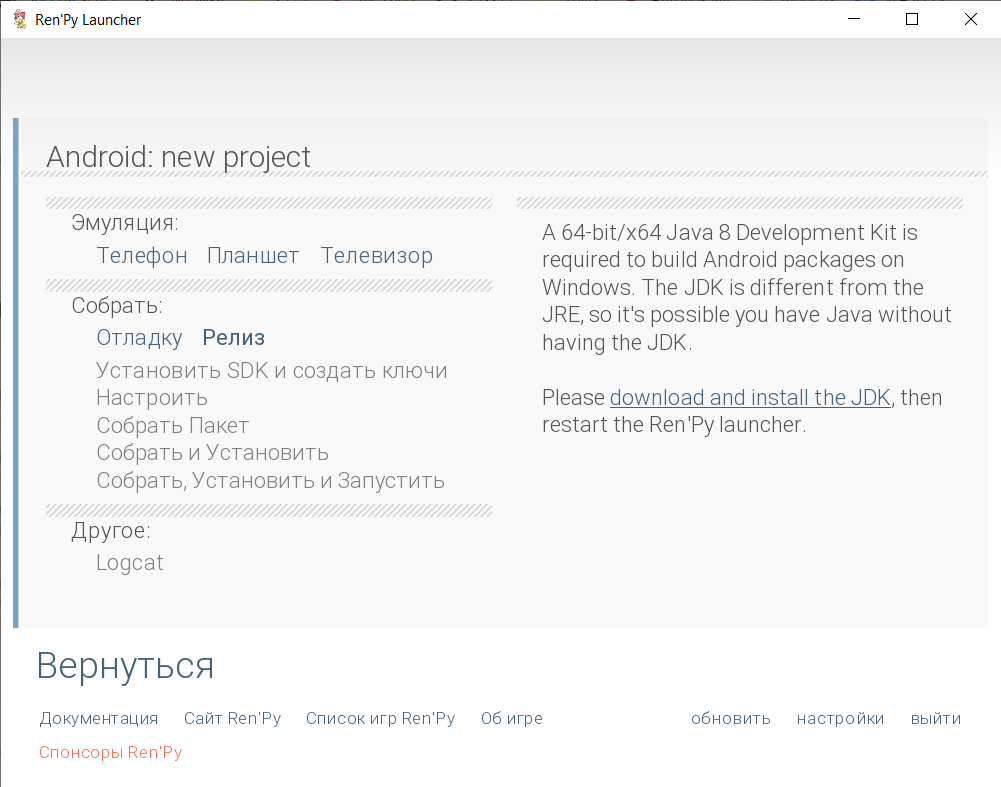 Ren'Py Launcher
Android: new project
Эмуляция:
Телефон Планшет Телевизор
Собрать:
Отладку Релиз
Установить SDK и создать ключи
Настроить
Собрать Пакет
Собрать и Установить
Собрать, Установить и Запустить
Другое:
Logcat
A 64-bit/x64 Java 8 Development Kit is
required to build Android packages on
Windows. The JDK is different from the
JRE, so it's possible you have Java without
having the JDK.
Please download and install the JDK, then
restart the Ren'Py launcher.
Вернуться
Документация Сайт Ren'Py Список игр Ren'Py Об игре обновить настройки выйти
Спонсоры Ren'Py